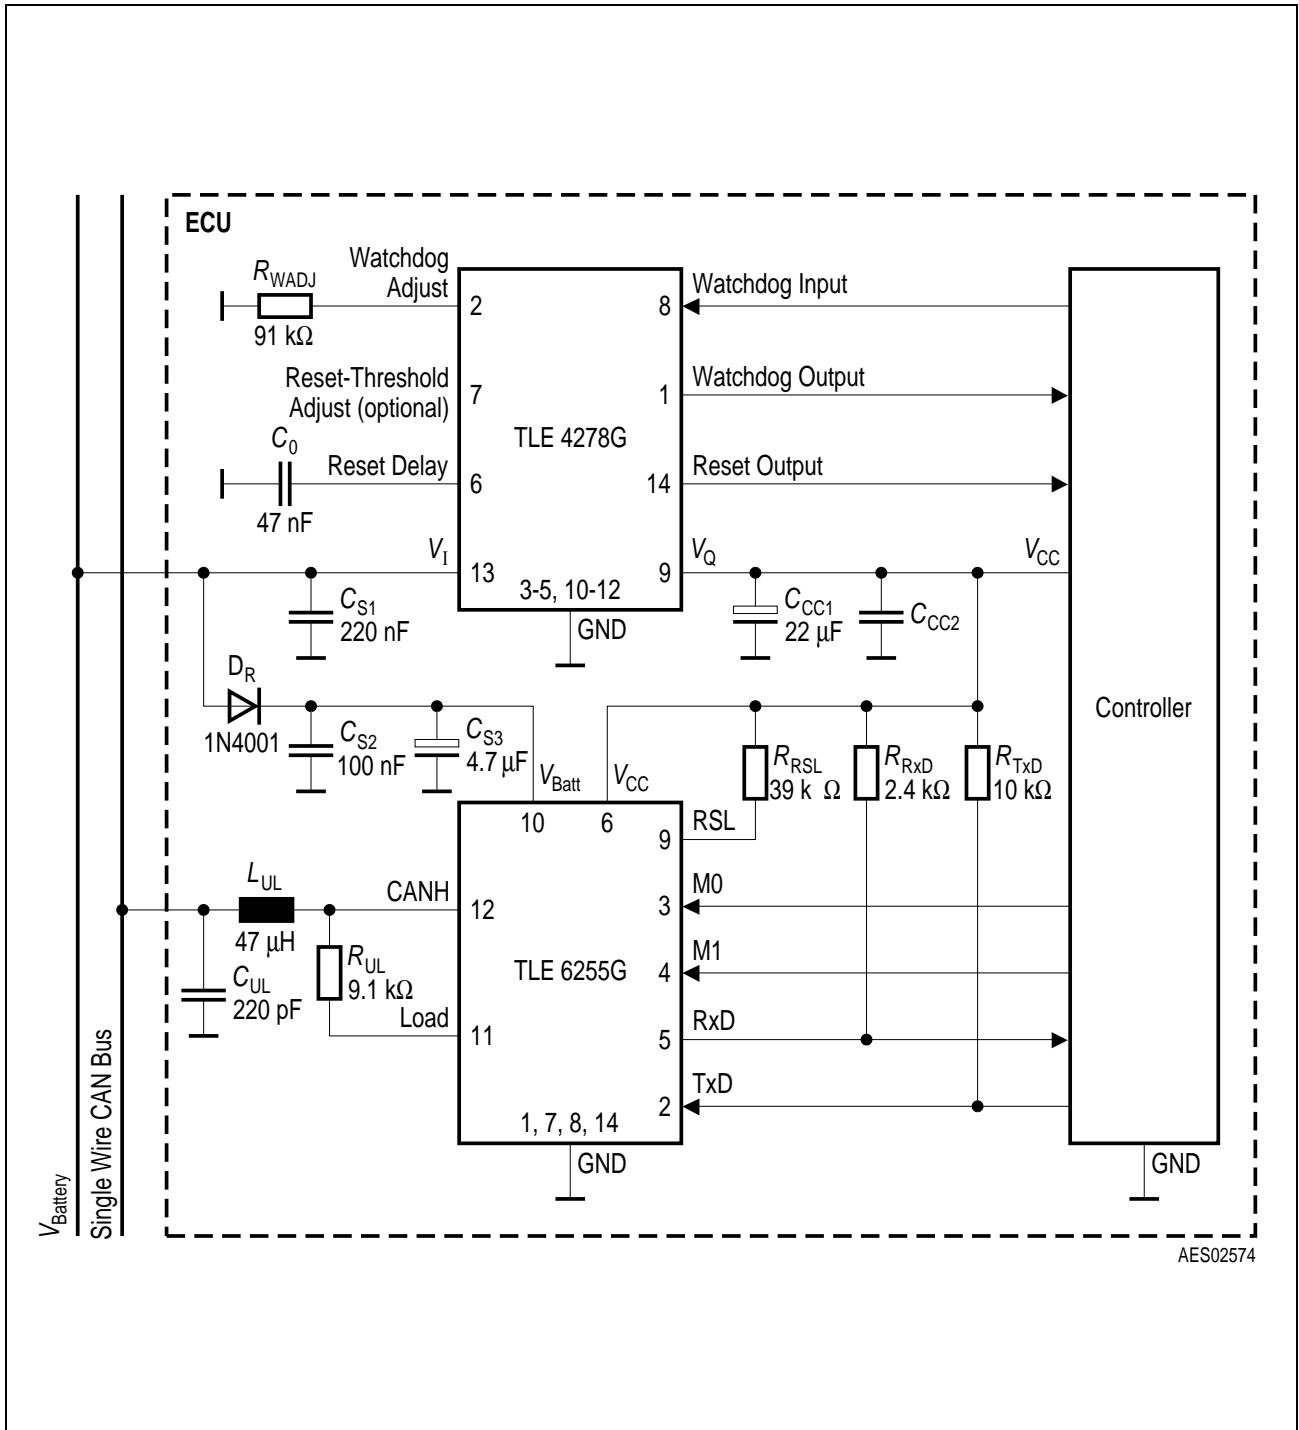 ECU
Watchdog
Adjust
R_WADJ
91 kΩ
2
8
Watchdog Input
Reset-Threshold
Adjust (optional)
7
1
Watchdog Output
TLE 4278G
C_0
47 nF
Reset Delay
6
14
Reset Output
V_I
13
3-5, 10-12
GND
9
V_Q
V_CC
C_S1
220 nF
C_CC1
22 μF
C_CC2
Controller
D_R
1N4001
C_S2
100 nF
C_S3
4.7 μF
V_Batt
V_CC
R_RSL
39 k Ω
R_RxD
2.4 kΩ
R_TxD
10 kΩ
10
6
9
RSL
L_UL
47 μH
CANH
12
3
M0
C_UL
220 pF
R_UL
9.1 kΩ
TLE 6255G
4
M1
Load
11
5
RxD
2
TxD
1, 7, 8, 14
GND
GND
V_Battery
Single Wire CAN Bus
AES02574